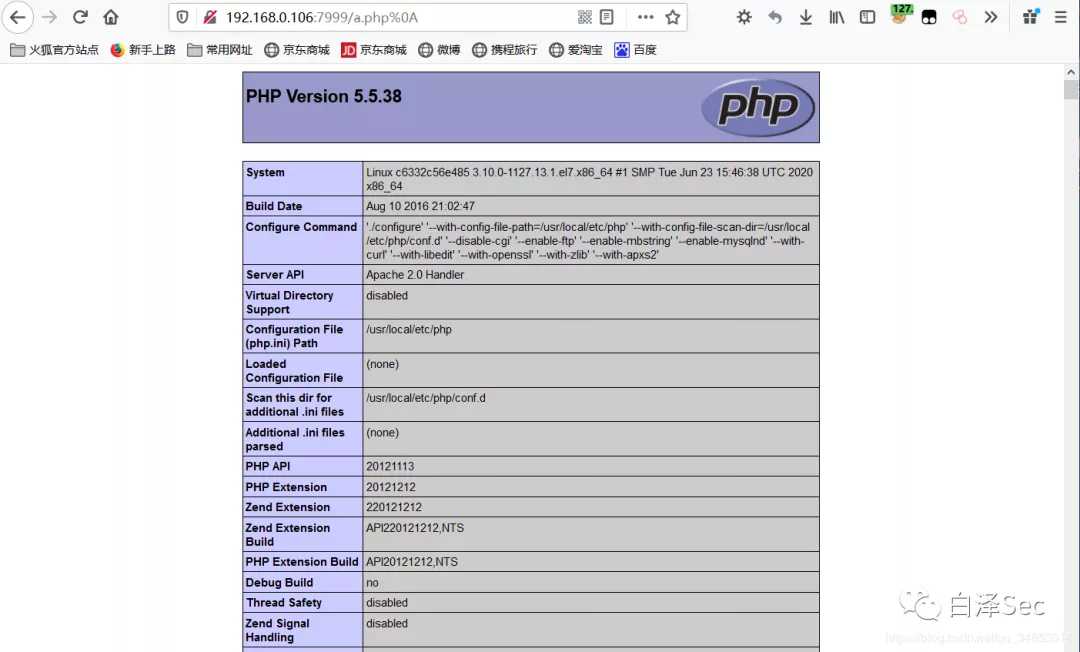 192.168.0.106:7999/a.php%0A
127.
火狐官方站点 新手上路 常用网址 京东商城 JD 京东商城 微博 携程旅行 爱淘宝 百度
PHP Version 5.5.38
php
System Linux c6332c56e485 3.10.0-1127.13.1.el7.x86_64 #1 SMP Tue Jun 23 15:46:38 UTC 2020
x86_64
Build Date Aug 10 2016 21:02:47
Configure Command './configure' '--with-config-file-path=/usr/local/etc/php' '--with-config-file-scan-dir=/usr/local
/etc/php/conf.d' '--disable-cgi' '--enable-ftp' '--enable-mbstring' '--enable-mysqlnd' '--with-
curl' '--with-libedit' '--with-openssl' '--with-zlib' '--with-apxs2'
Server API Apache 2.0 Handler
Virtual Directory disabled
Support
Configuration File /usr/local/etc/php
(php.ini) Path
Loaded (none)
Configuration File
Scan this dir for /usr/local/etc/php/conf.d
additional .ini files
Additional .ini files (none)
parsed
PHP API 20121113
PHP Extension 20121212
Zend Extension 220121212
Zend Extension API220121212,NTS
Build
PHP Extension Build API20121212,NTS
Debug Build no
Thread Safety disabled
Zend Signal disabled
Handling
白泽Sec